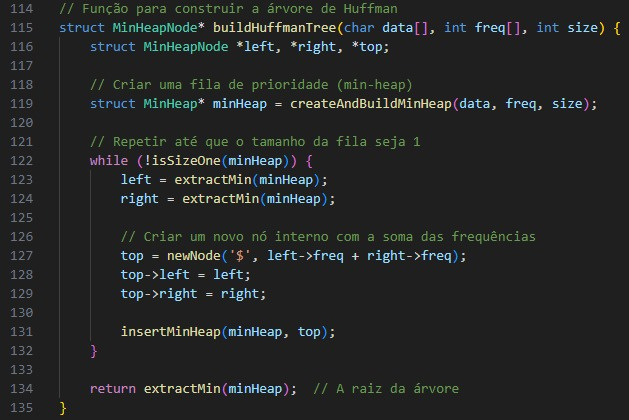 114 // Função para construir a árvore de Huffman
115 struct MinHeapNode* buildHuffmanTree(char data[], int freq[], int size) {
116     struct MinHeapNode *left, *right, *top;
117
118     // Criar uma fila de prioridade (min-heap)
119     struct MinHeap* minHeap = createAndBuildMinHeap(data, freq, size);
120
121     // Repetir até que o tamanho da fila seja 1
122     while (!isSizeOne(minHeap)) {
123         left = extractMin(minHeap);
124         right = extractMin(minHeap);
125
126         // Criar um novo nó interno com a soma das frequências
127         top = newNode('$', left->freq + right->freq);
128         top->left = left;
129         top->right = right;
130
131         insertMinHeap(minHeap, top);
132     }
133
134     return extractMin(minHeap);  // A raiz da árvore
135 }